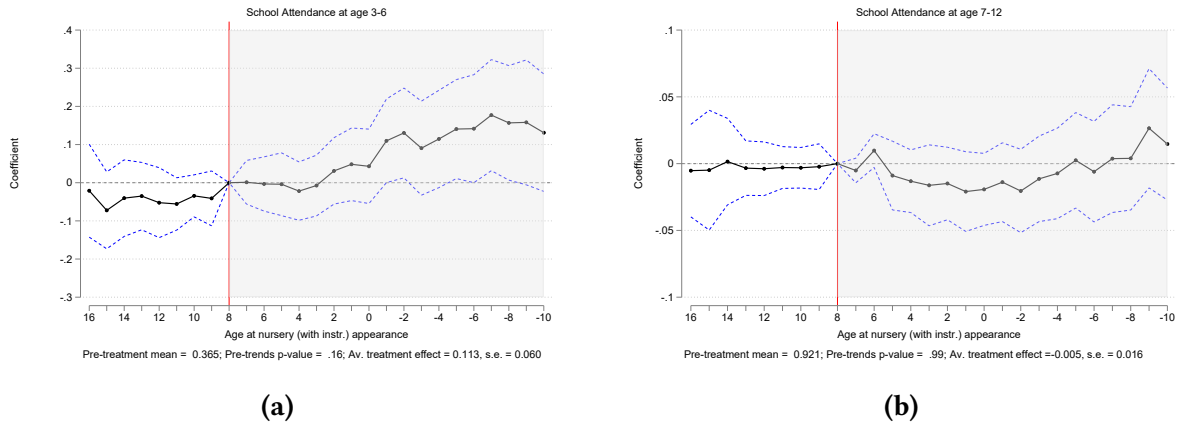 School Attendance at age 3-6
Coefficient
.4
.3
.2
.1
0
-.1
-.2
-.3
16 14 12 10 8 6 4 2 0 -2 -4 -6 -8 -10
Age at nursery (with instr.) appearance
Pre-treatment mean = 0.365; Pre-trends p-value = .16; Av. treatment effect = 0.113, s.e. = 0.060
(a)
School Attendance at age 7-12
Coefficient
.1
.05
0
-.05
-.1
16 14 12 10 8 6 4 2 0 -2 -4 -6 -8 -10
Age at nursery (with instr.) appearance
Pre-treatment mean = 0.921; Pre-trends p-value = .99; Av. treatment effect =-0.005, s.e. = 0.016
(b)